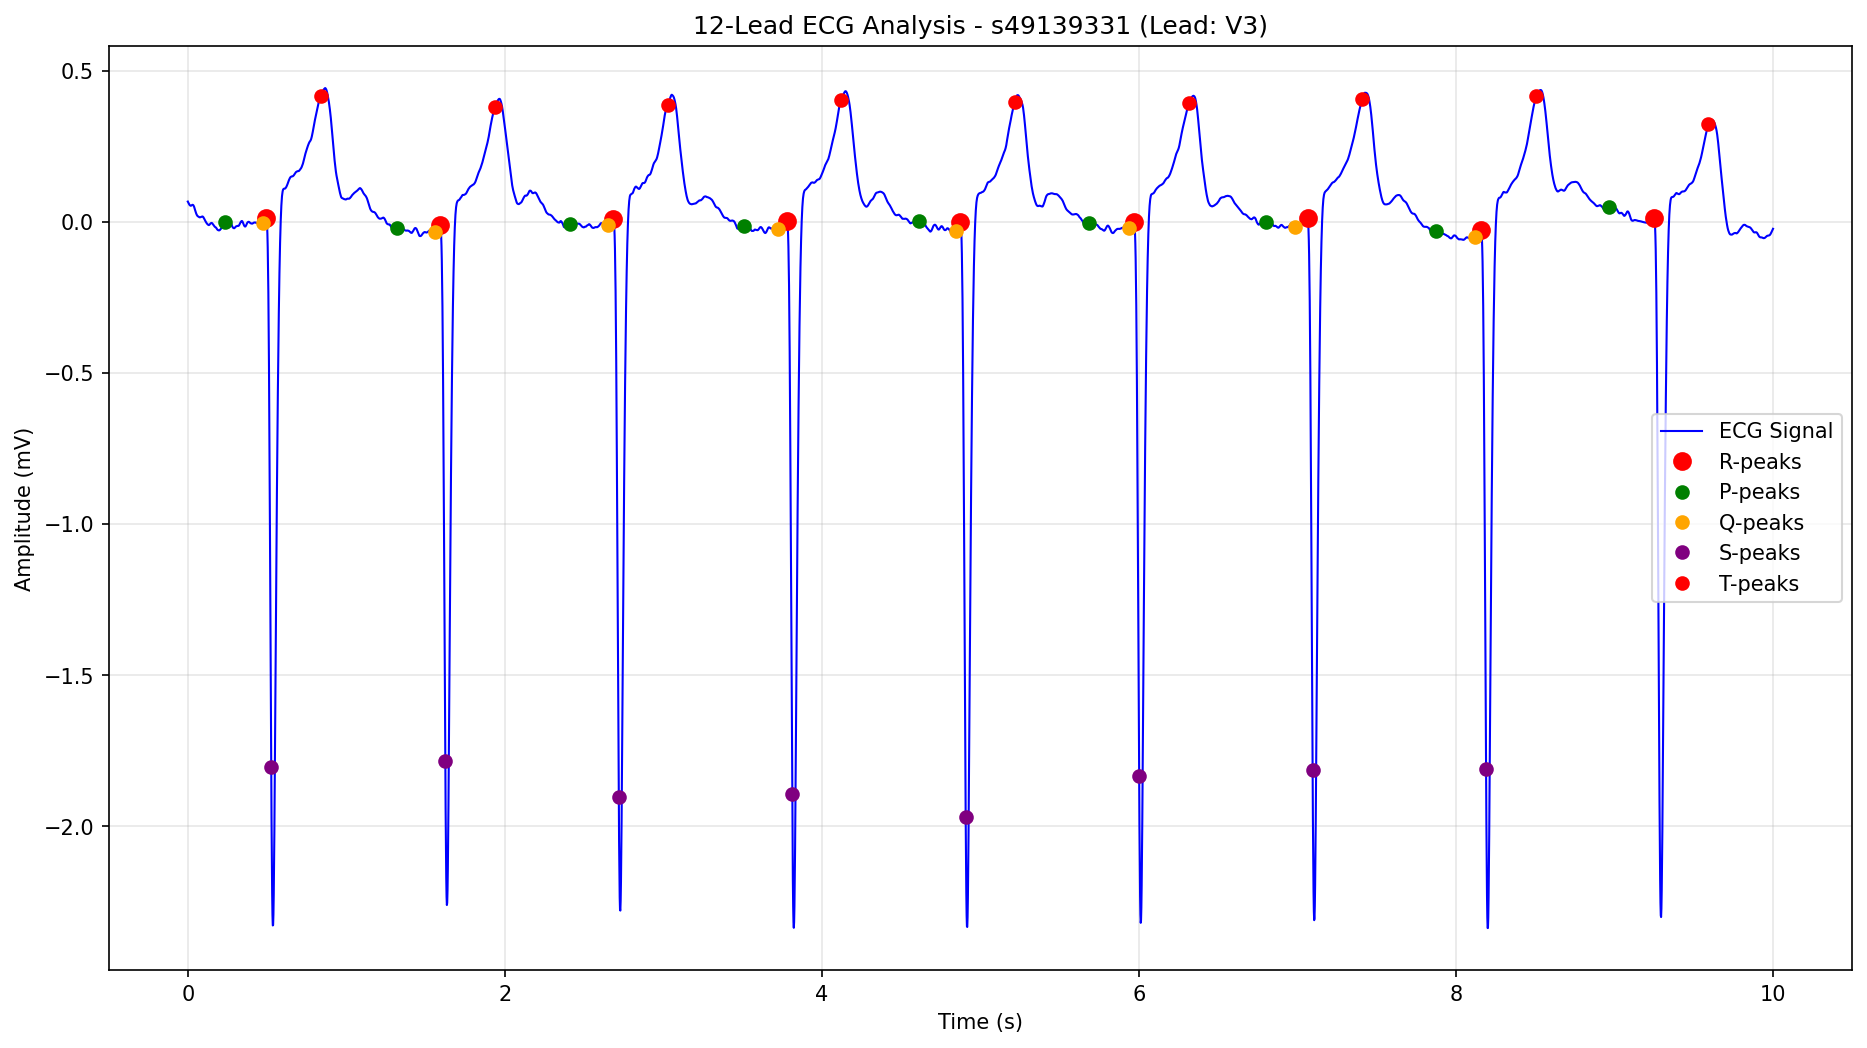 12-Lead ECG Analysis - s49139331 (Lead: V3)
0.5
0.0
−0.5
−1.0
−1.5
−2.0
Amplitude (mV)
ECG Signal
R-peaks
P-peaks
Q-peaks
S-peaks
T-peaks
0
2
4
6
8
10
Time (s)